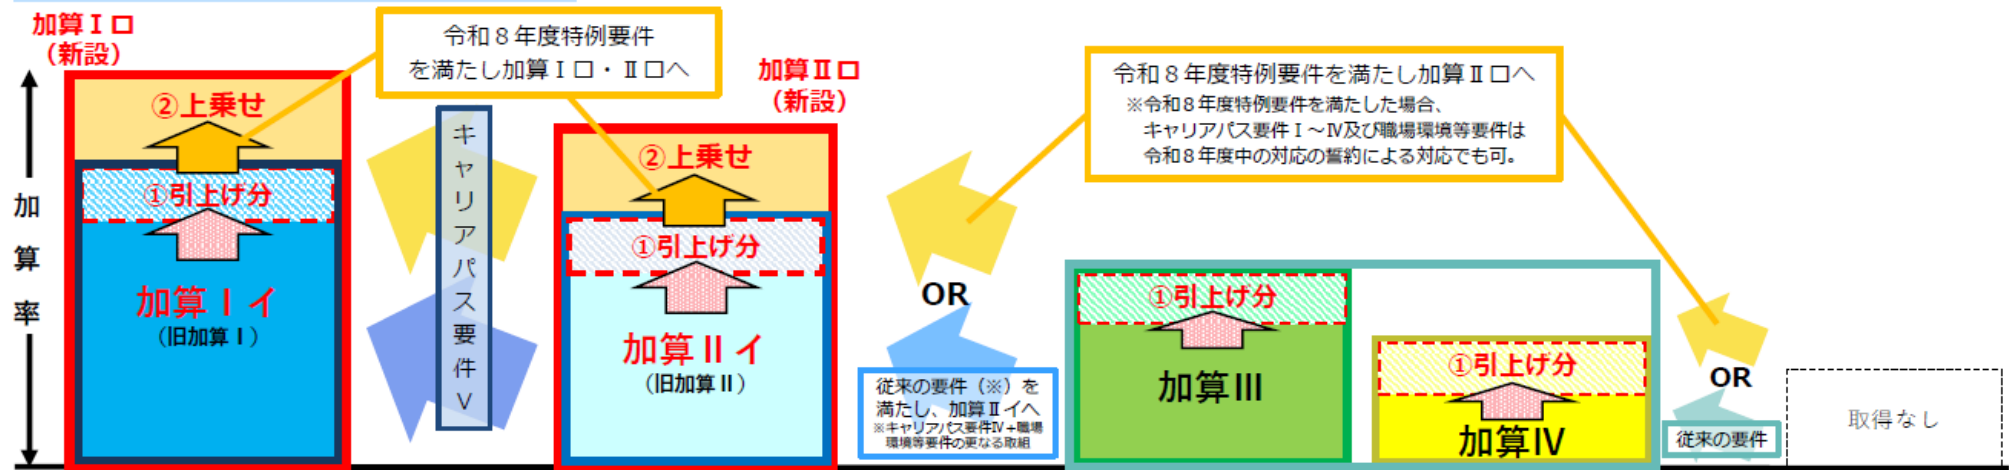 加算Ⅰロ
（新設）
令和８年度特例要件
を満たし加算Ⅰロ・Ⅱロへ
加算Ⅱロ
（新設）
令和８年度特例要件を満たし加算Ⅱロへ
※令和８年度特例要件を満たした場合、
キャリアパス要件Ⅰ～Ⅳ及び職場環境等要件は
令和８年度中の対応の誓約による対応でも可。
加算率
②上乗せ
①引上げ分
加算Ⅰイ
（旧加算Ⅰ）
キャリアパス要件Ⅴ
②上乗せ
①引上げ分
加算Ⅱイ
（旧加算Ⅱ）
OR
従来の要件（※）を
満たし、加算Ⅱイへ
※キャリアパス要件Ⅳ＋職場
環境等要件の更なる取組
①引上げ分
加算Ⅲ
①引上げ分
加算Ⅳ
OR
従来の要件
取得なし